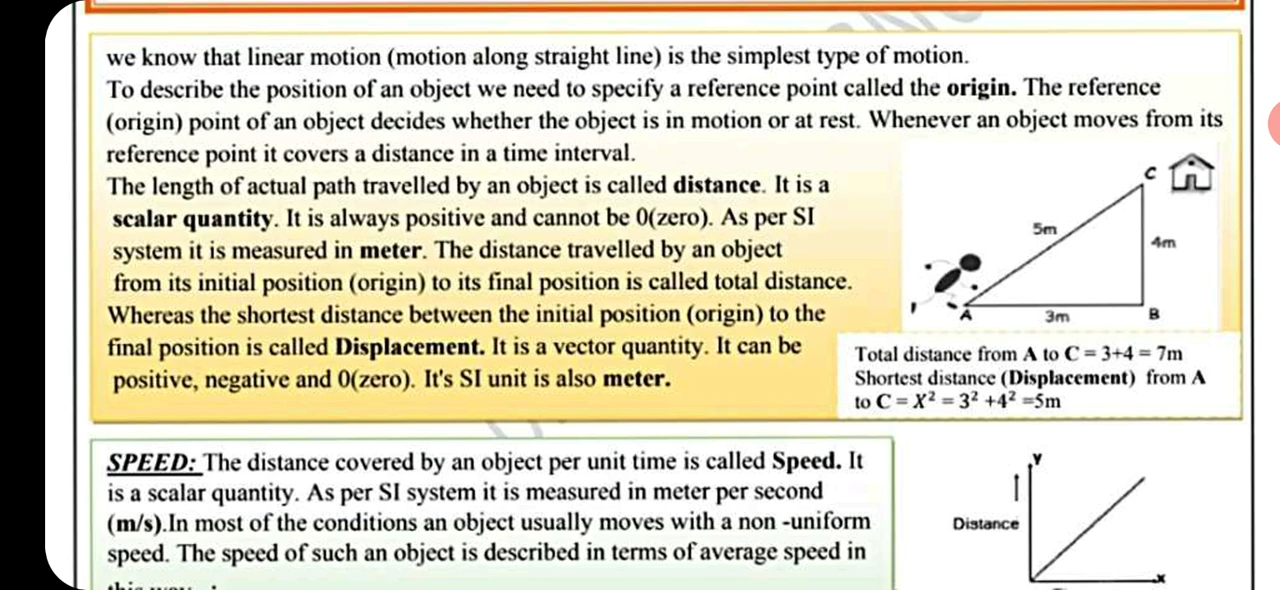 we know that linear motion (motion along straight line) is the simplest type of motion.
To describe the position of an object we need to specify a reference point called the origin. The reference
(origin) point of an object decides whether the object is in motion or at rest. Whenever an object moves from its
reference point it covers a distance in a time interval.
The length of actual path travelled by an object is called distance. It is a
scalar quantity. It is always positive and cannot be 0(zero). As per SI
system it is measured in meter. The distance travelled by an object
from its initial position (origin) to its final position is called total distance.
Whereas the shortest distance between the initial position (origin) to the
final position is called Displacement. It is a vector quantity. It can be
positive, negative and 0(zero). It's SI unit is also meter.
C
5m
4m
A
3m
B
Total distance from A to C = 3+4 = 7m
Shortest distance (Displacement) from A
to C = X² = 3² +4² =5m
SPEED: The distance covered by an object per unit time is called Speed. It
is a scalar quantity. As per SI system it is measured in meter per second
(m/s).In most of the conditions an object usually moves with a non -uniform
speed. The speed of such an object is described in terms of average speed in
Y
Distance
x